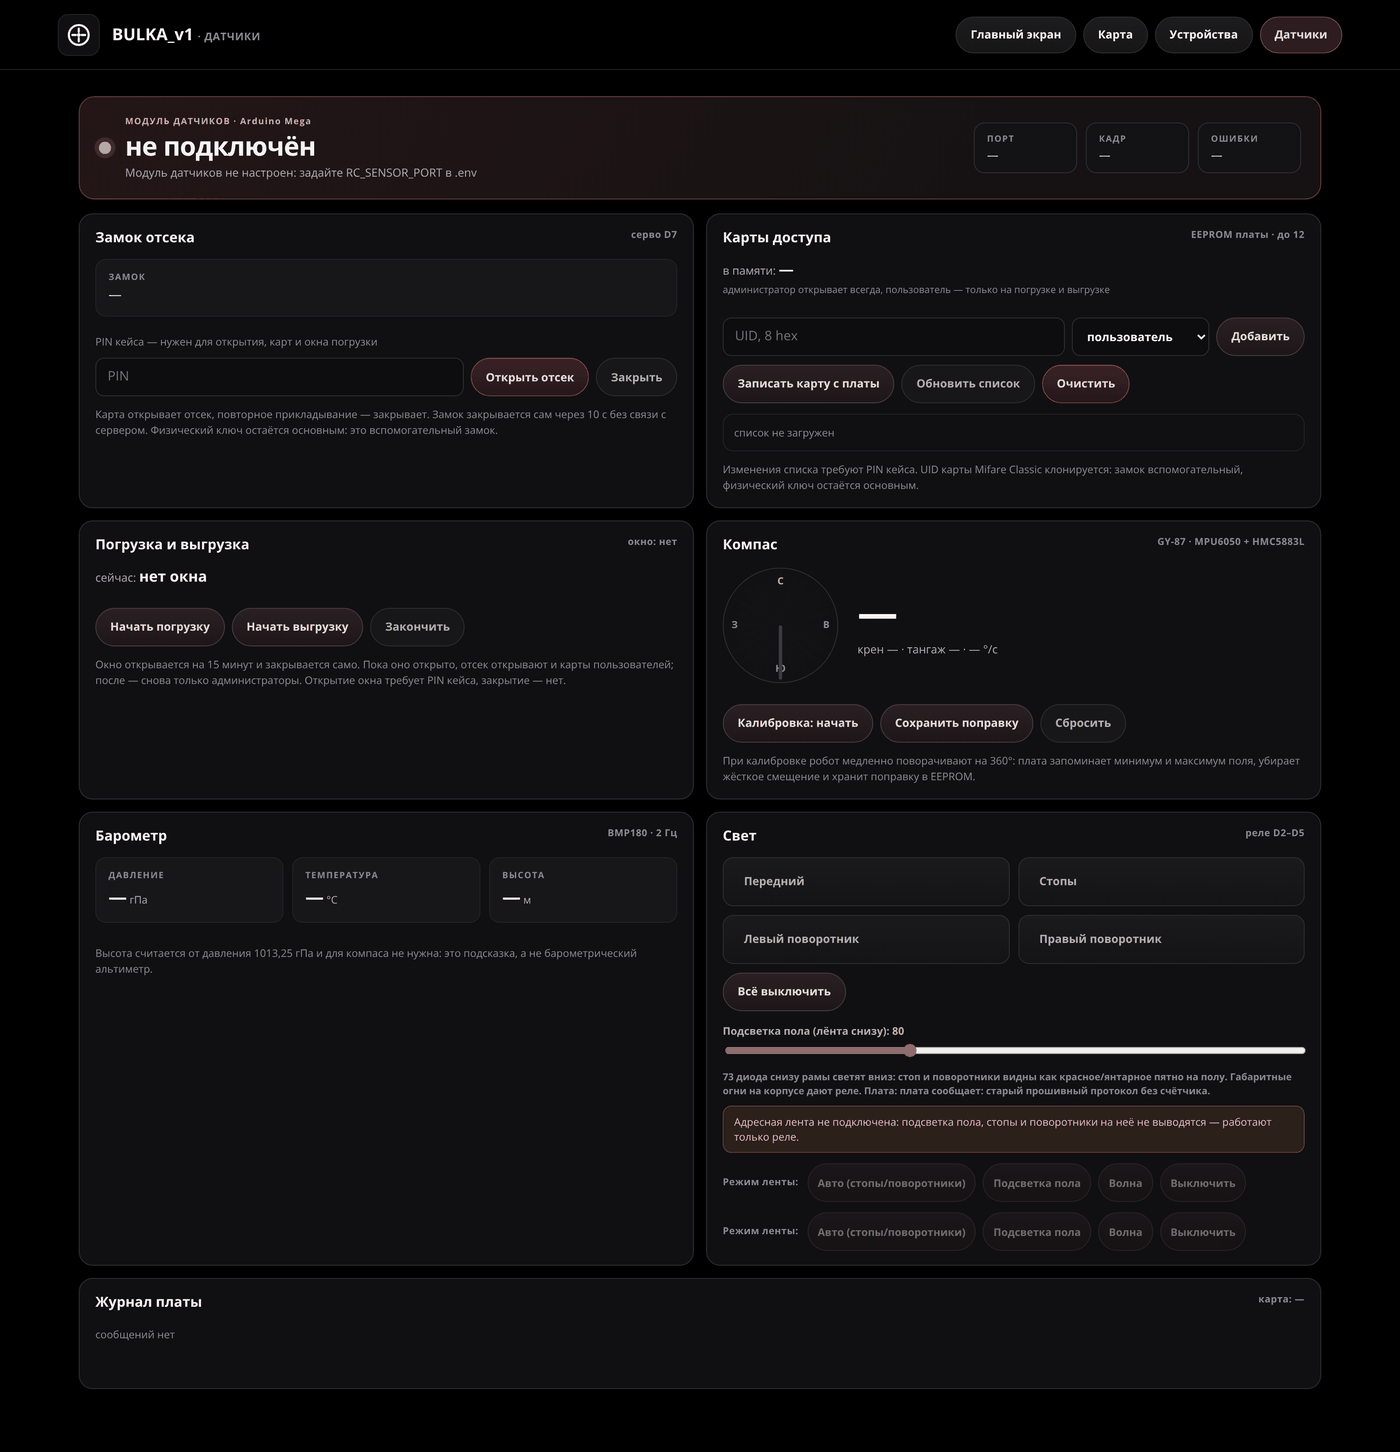 BULKA_v1 · ДАТЧИКИ
Главный экран
Карта
Устройства
Датчики
МОДУЛЬ ДАТЧИКОВ · Arduino Mega
не подключён
Модуль датчиков не настроен: задайте RC_SENSOR_PORT в .env
ПОРТ
—
КАДР
—
ОШИБКИ
—
Замок отсека
серво D7
ЗАМОК
—
PIN кейса — нужен для открытия, карт и окна погрузки
PIN
Открыть отсек
Закрыть
Карта открывает отсек, повторное прикладывание — закрывает. Замок закрывается сам через 10 с без связи с
сервером. Физический ключ остаётся основным: это вспомогательный замок.
Карты доступа
EEPROM платы · до 12
в памяти: —
администратор открывает всегда, пользователь — только на погрузке и выгрузке
UID, 8 hex
пользователь
Добавить
Записать карту с платы
Обновить список
Очистить
список не загружен
Изменения списка требуют PIN кейса. UID карты Mifare Classic клонируется: замок вспомогательный,
физический ключ остаётся основным.
Погрузка и выгрузка
окно: нет
сейчас: нет окна
Начать погрузку
Начать выгрузку
Закончить
Окно открывается на 15 минут и закрывается само. Пока оно открыто, отсек открывают и карты пользователей;
после — снова только администраторы. Открытие окна требует PIN кейса, закрытие — нет.
Компас
GY-87 · MPU6050 + HMC5883L
С
З
В
Ю
—
крен — · тангаж — · — °/с
Калибровка: начать
Сохранить поправку
Сбросить
При калибровке робот медленно поворачивают на 360°: плата запоминает минимум и максимум поля, убирает
жёсткое смещение и хранит поправку в EEPROM.
Барометр
BMP180 · 2 Гц
ДАВЛЕНИЕ
— гПа
ТЕМПЕРАТУРА
— °C
ВЫСОТА
— м
Высота считается от давления 1013,25 гПа и для компаса не нужна: это подсказка, а не барометрический
альтиметр.
Свет
реле D2–D5
Передний
Стопы
Левый поворотник
Правый поворотник
Всё выключить
Подсветка пола (лёнта снизу): 80
73 диода снизу рамы светят вниз: стоп и поворотники видны как красное/янтарное пятно на полу. Габаритные
огни на корпусе дают реле. Плата: плата сообщает: старый прошивный протокол без счётчика.
Адресная лента не подключена: подсветка пола, стопы и поворотники на неё не выводятся — работают
только реле.
Режим ленты:
Авто (стопы/поворотники)
Подсветка пола
Волна
Выключить
Режим ленты:
Авто (стопы/поворотники)
Подсветка пола
Волна
Выключить
Журнал платы
карта: —
сообщений нет